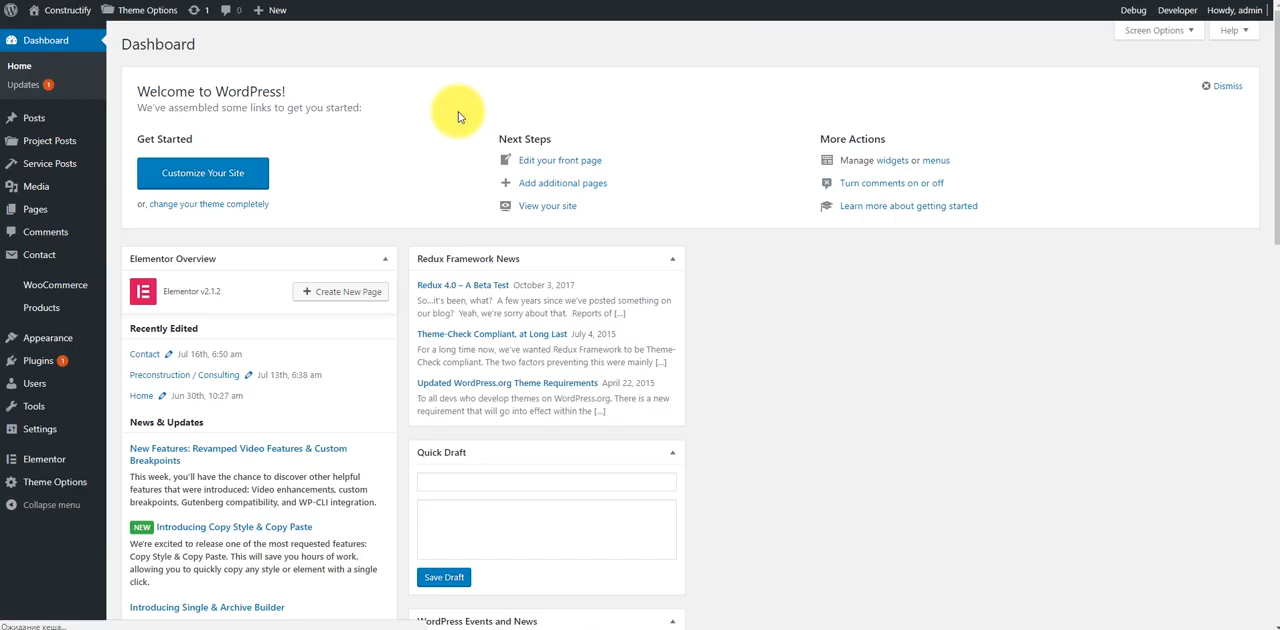 Constructify Theme Options 1 0 New Debug Developer Howdy, admin
Dashboard
Home
Updates 1
Posts
Project Posts
Service Posts
Media
Pages
Comments
Contact
WooCommerce
Products
Appearance
Plugins 1
Users
Tools
Settings
Elementor
Theme Options
Collapse menu
Screen Options
Help
Dashboard
Welcome to WordPress!
We've assembled some links to get you started:
Dismiss
Get Started
Customize Your Site
or, change your theme completely
Next Steps
Edit your front page
Add additional pages
View your site
More Actions
Manage widgets or menus
Turn comments on or off
Learn more about getting started
Elementor Overview
Elementor v2.1.2
Create New Page
Recently Edited
Contact Jul 16th, 6:50 am
Preconstruction / Consulting Jul 13th, 6:38 am
Home Jun 30th, 10:27 am
News & Updates
New Features: Revamped Video Features & Custom
Breakpoints
This week, you'll have the chance to discover other helpful
features that were introduced: Video enhancements, custom
breakpoints, Gutenberg compatibility, and WP-CLI integration.
NEW Introducing Copy Style & Copy Paste
We're excited to release one of the most requested features:
Copy Style & Copy Paste. This will save you hours of work,
allowing you to quickly copy any style or element with a single
click.
Introducing Single & Archive Builder
Redux Framework News
Redux 4.0 – A Beta Test October 3, 2017
So...it's been, what? A few years since we've posted something on
our blog? Yeah, we're sorry about that. Reports of [...]
Theme-Check Compliant, at Long Last July 4, 2015
For a long time now, we've wanted Redux Framework to be Theme-
Check compliant. The two factors preventing this were mainly [...]
Updated WordPress.org Theme Requirements April 22, 2015
To all devs who develop themes on WordPress.org. There is a new
requirement that will go into effect within the [...]
Quick Draft
Save Draft
WordPress Events and News
Ожидание кеша...